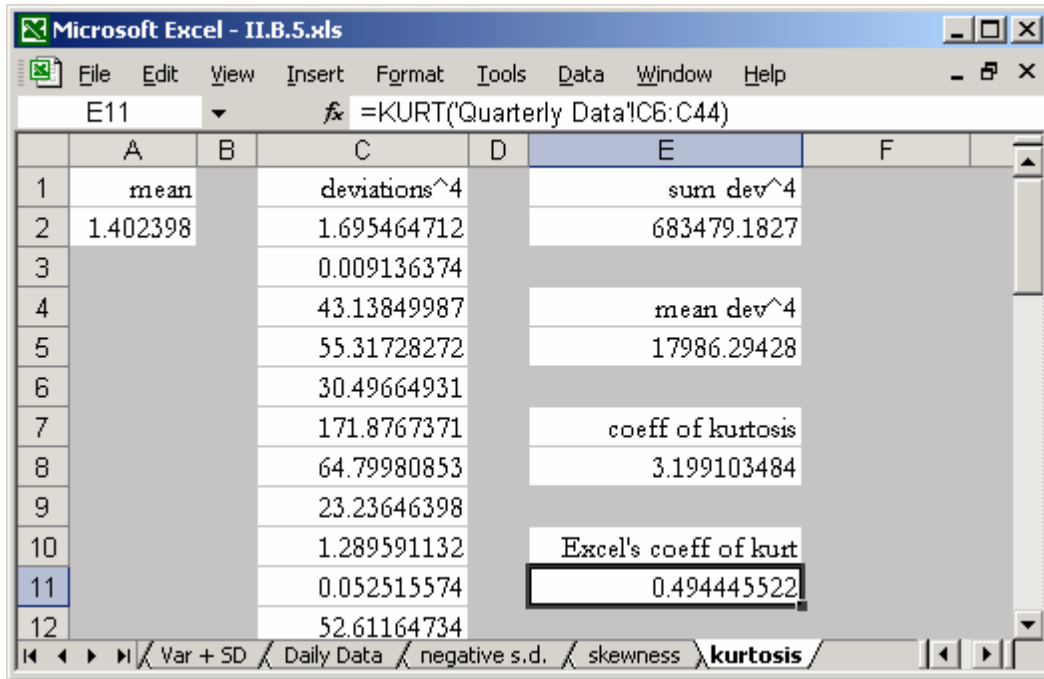 Microsoft Excel - II.B.5.xls
File Edit View Insert Format Tools Data Window Help
E11 fx =KURT('Quarterly Data'!C6:C44)
A B C D E F
1 mean deviations^4 sum dev^4
2 1.402398 1.695464712 683479.1827
3 0.009136374
4 43.13849987 mean dev^4
5 55.31728272 17986.29428
6 30.49664931
7 171.8767371 coeff of kurtosis
8 64.79980853 3.199103484
9 23.23646398
10 1.289591132 Excel's coeff of kurt
11 0.052515574 0.494445522
12 52.61164734
Var + SD Daily Data negative s.d. skewness kurtosis